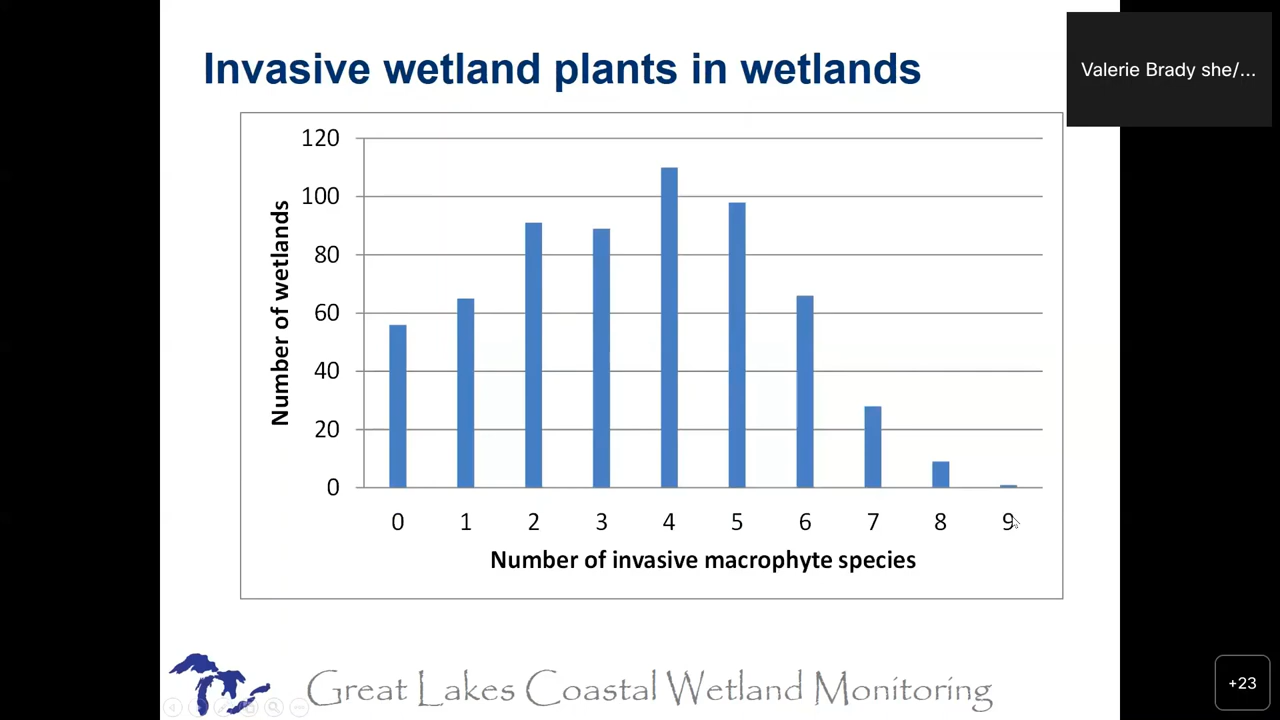 Invasive wetland plants in wetlands
Valerie Brady she/...
120
100
80
60
40
20
0
Number of wetlands
0 1 2 3 4 5 6 7 8 9
Number of invasive macrophyte species
Great Lakes Coastal Wetland Monitoring
+23